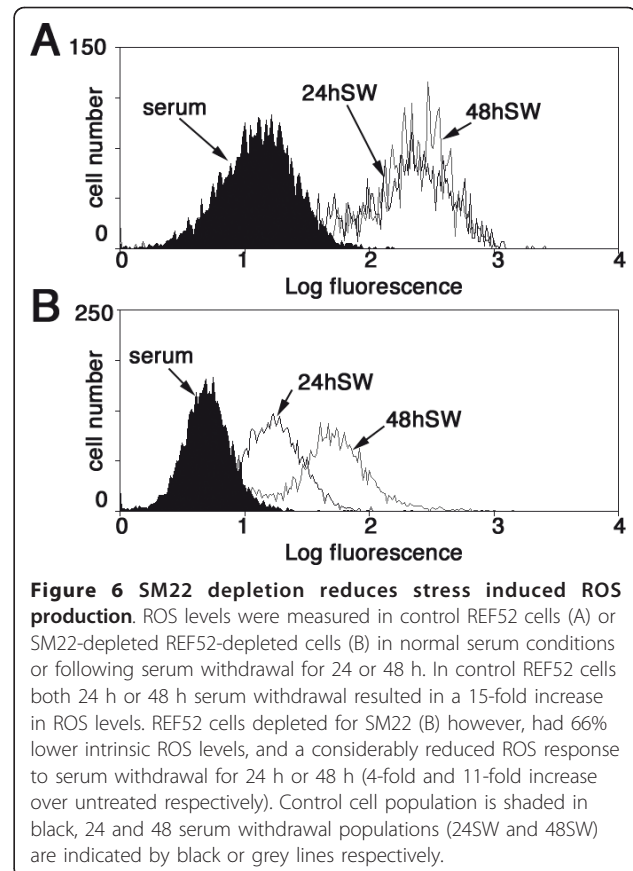 A
150
serum
24hSW
48hSW
cell number
0
0 1 2 3 4
Log fluorescence
B
250
serum
24hSW
48hSW
cell number
0
0 1 2 3 4
Log fluorescence
Figure 6 SM22 depletion reduces stress induced ROS
production. ROS levels were measured in control REF52 cells (A) or
SM22-depleted REF52-depleted cells (B) in normal serum conditions
or following serum withdrawal for 24 or 48 h. In control REF52 cells
both 24 h or 48 h serum withdrawal resulted in a 15-fold increase
in ROS levels. REF52 cells depleted for SM22 (B) however, had 66%
lower intrinsic ROS levels, and a considerably reduced ROS response
to serum withdrawal for 24 h or 48 h (4-fold and 11-fold increase
over untreated respectively). Control cell population is shaded in
black, 24 and 48 serum withdrawal populations (24SW and 48SW)
are indicated by black or grey lines respectively.